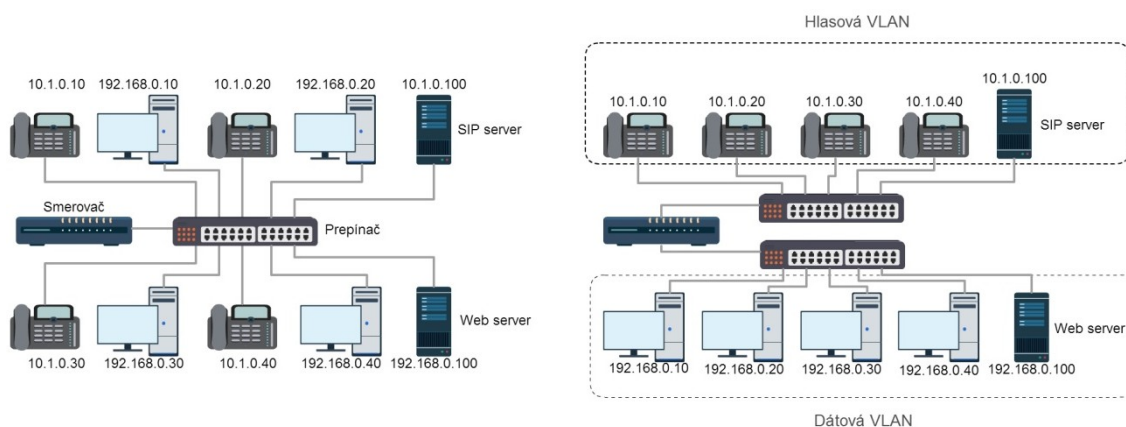 10.1.0.10 192.168.0.10 10.1.0.20 192.168.0.20 10.1.0.100
SIP server
Smerovač
Prepínač
Web server
10.1.0.30 192.168.0.30 10.1.0.40 192.168.0.40 192.168.0.100
Hlasová VLAN
10.1.0.10 10.1.0.20 10.1.0.30 10.1.0.40 10.1.0.100
SIP server
Web server
192.168.0.10 192.168.0.20 192.168.0.30 192.168.0.40 192.168.0.100
Dátová VLAN